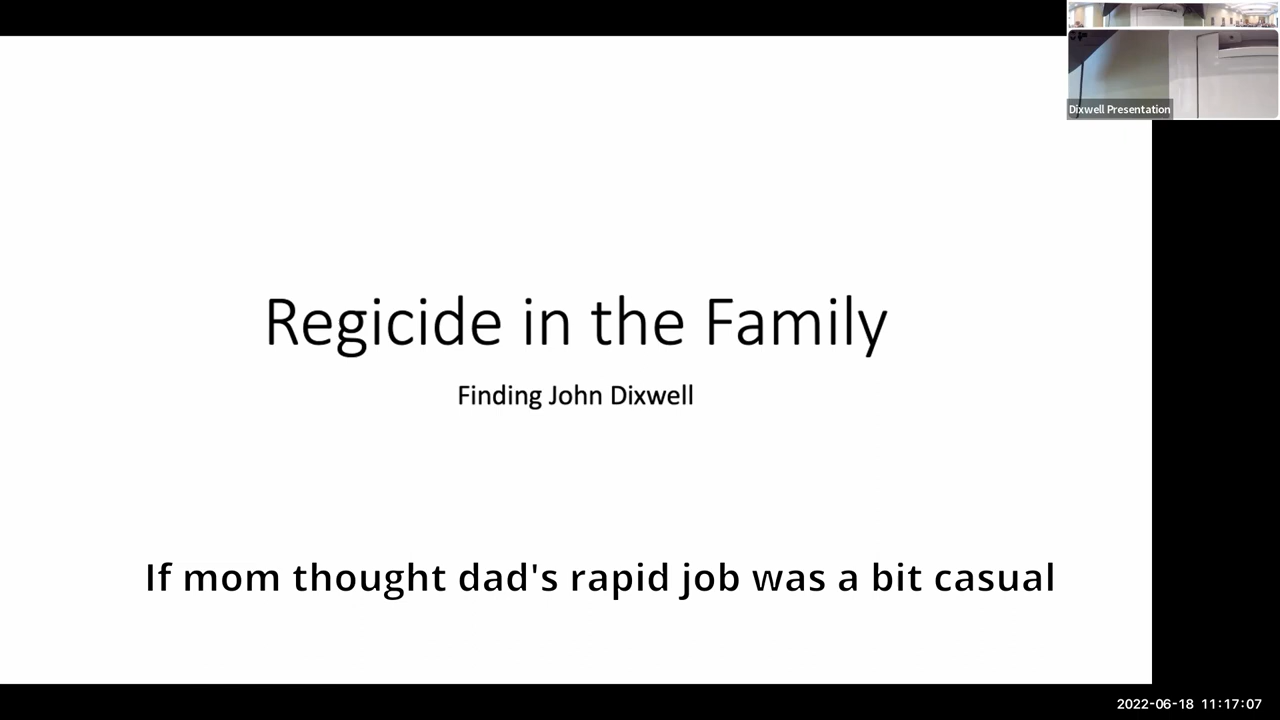 Dixwell Presentation
Regicide in the Family
Finding John Dixwell
If mom thought dad's rapid job was a bit casual
2022-06-18 11:17:07